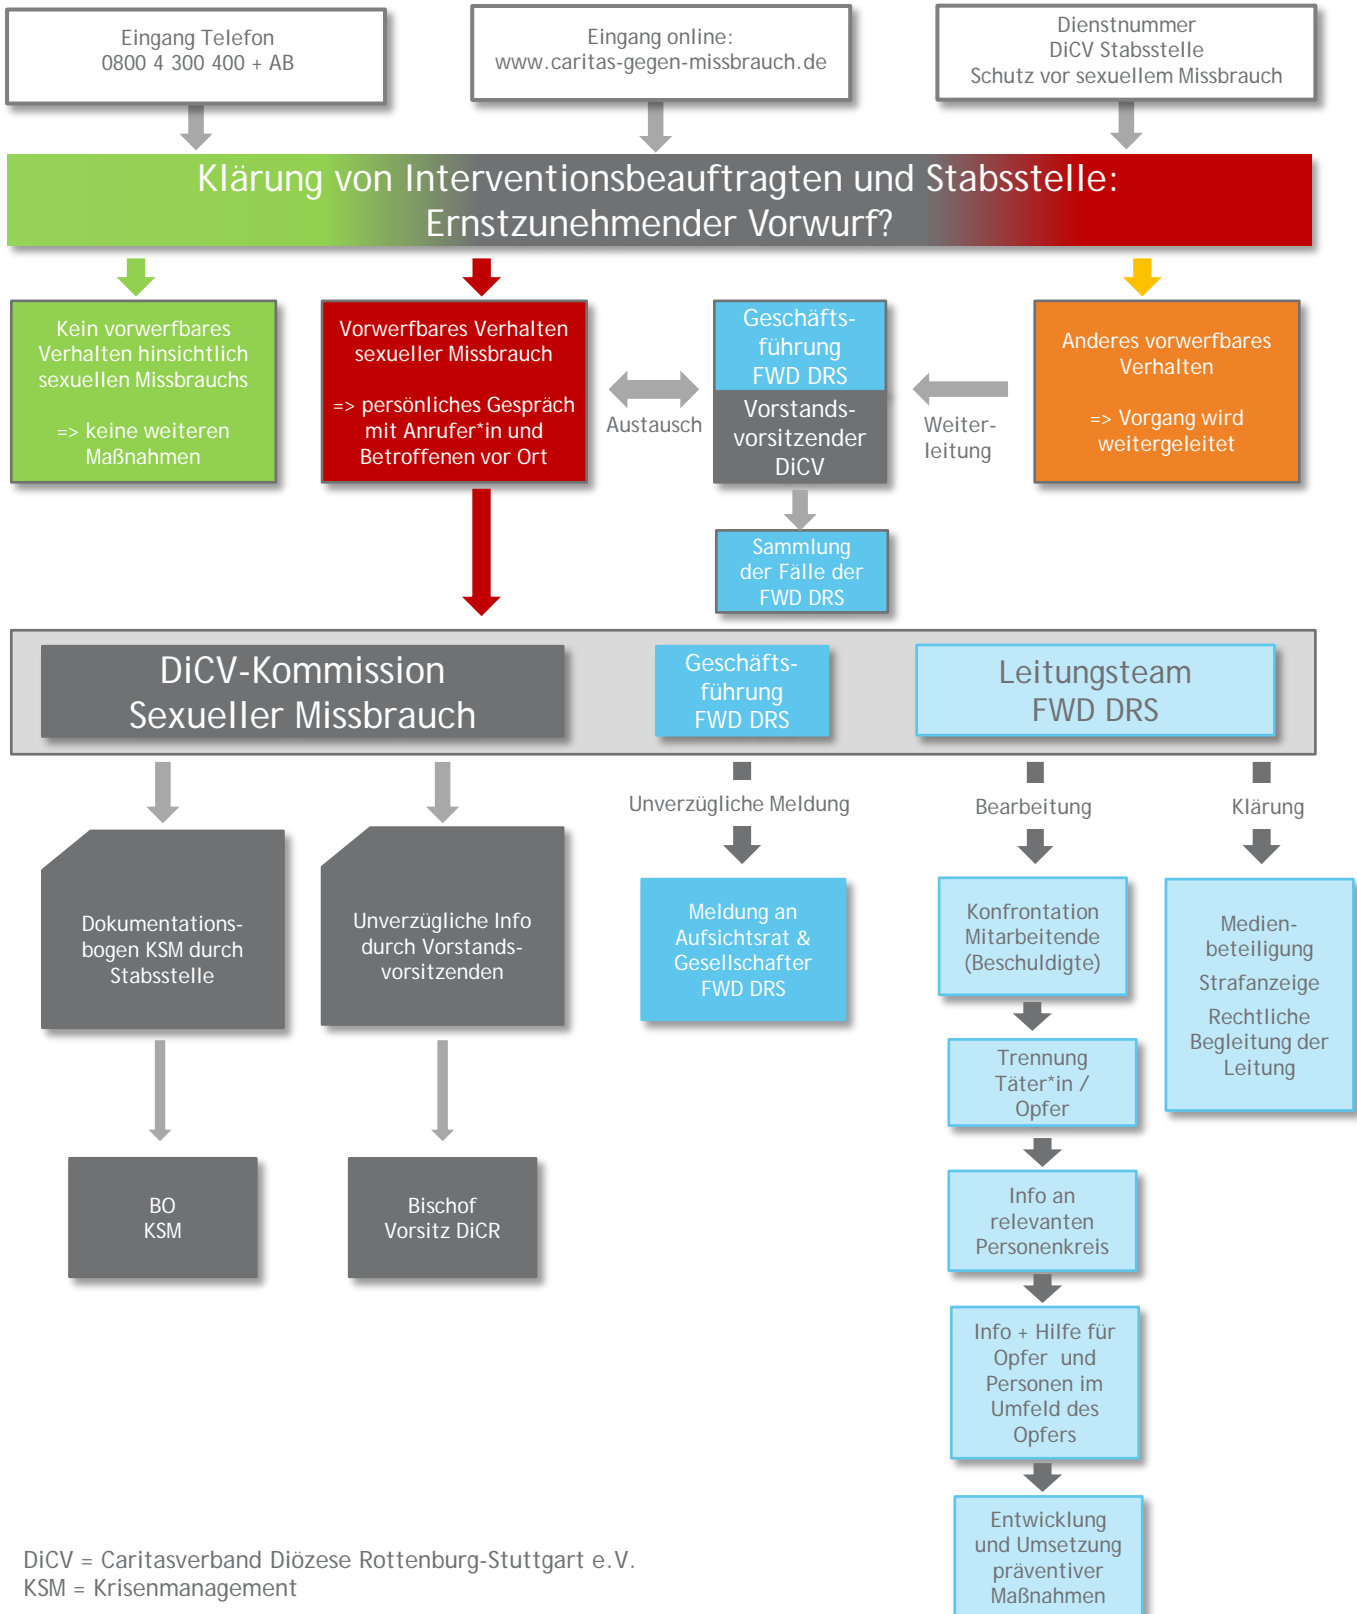 Eingang Telefon
0800 4 300 400 + AB
Eingang online:
www.caritas-gegen-missbrauch.de
Dienstnummer
DiCV Stabsstelle
Schutz vor sexuellem Missbrauch
Klärung von Interventionsbeauftragten und Stabsstelle:
Ernstzunehmender Vorwurf?
Kein vorwerfbares
Verhalten hinsichtlich
sexuellen Missbrauchs
=> keine weiteren
Maßnahmen
Vorwerfbares Verhalten
sexueller Missbrauch
=> persönliches Gespräch
mit Anrufer*in und
Betroffenen vor Ort
Austausch
Geschäfts-
führung
FWD DRS
Vorstands-
vorsitzender
DiCV
Weiter-
leitung
Anderes vorwerfbares
Verhalten
=> Vorgang wird
weitergeleitet
Sammlung
der Fälle der
FWD DRS
DiCV-Kommission
Sexueller Missbrauch
Geschäfts-
führung
FWD DRS
Leitungsteam
FWD DRS
Unverzügliche Meldung
Bearbeitung
Klärung
Dokumentations-
bogen KSM durch
Stabsstelle
Unverzügliche Info
durch Vorstands-
vorsitzenden
Meldung an
Aufsichtsrat &
Gesellschafter
FWD DRS
Konfrontation
Mitarbeitende
(Beschuldigte)
Medien-
beteiligung
Strafanzeige
Rechtliche
Begleitung der
Leitung
Trennung
Täter*in /
Opfer
BO
KSM
Bischof
Vorsitz DiCR
Info an
relevanten
Personenkreis
Info + Hilfe für
Opfer und
Personen im
Umfeld des
Opfers
Entwicklung
und Umsetzung
präventiver
Maßnahmen
DiCV = Caritasverband Diözese Rottenburg-Stuttgart e.V.
KSM = Krisenmanagement